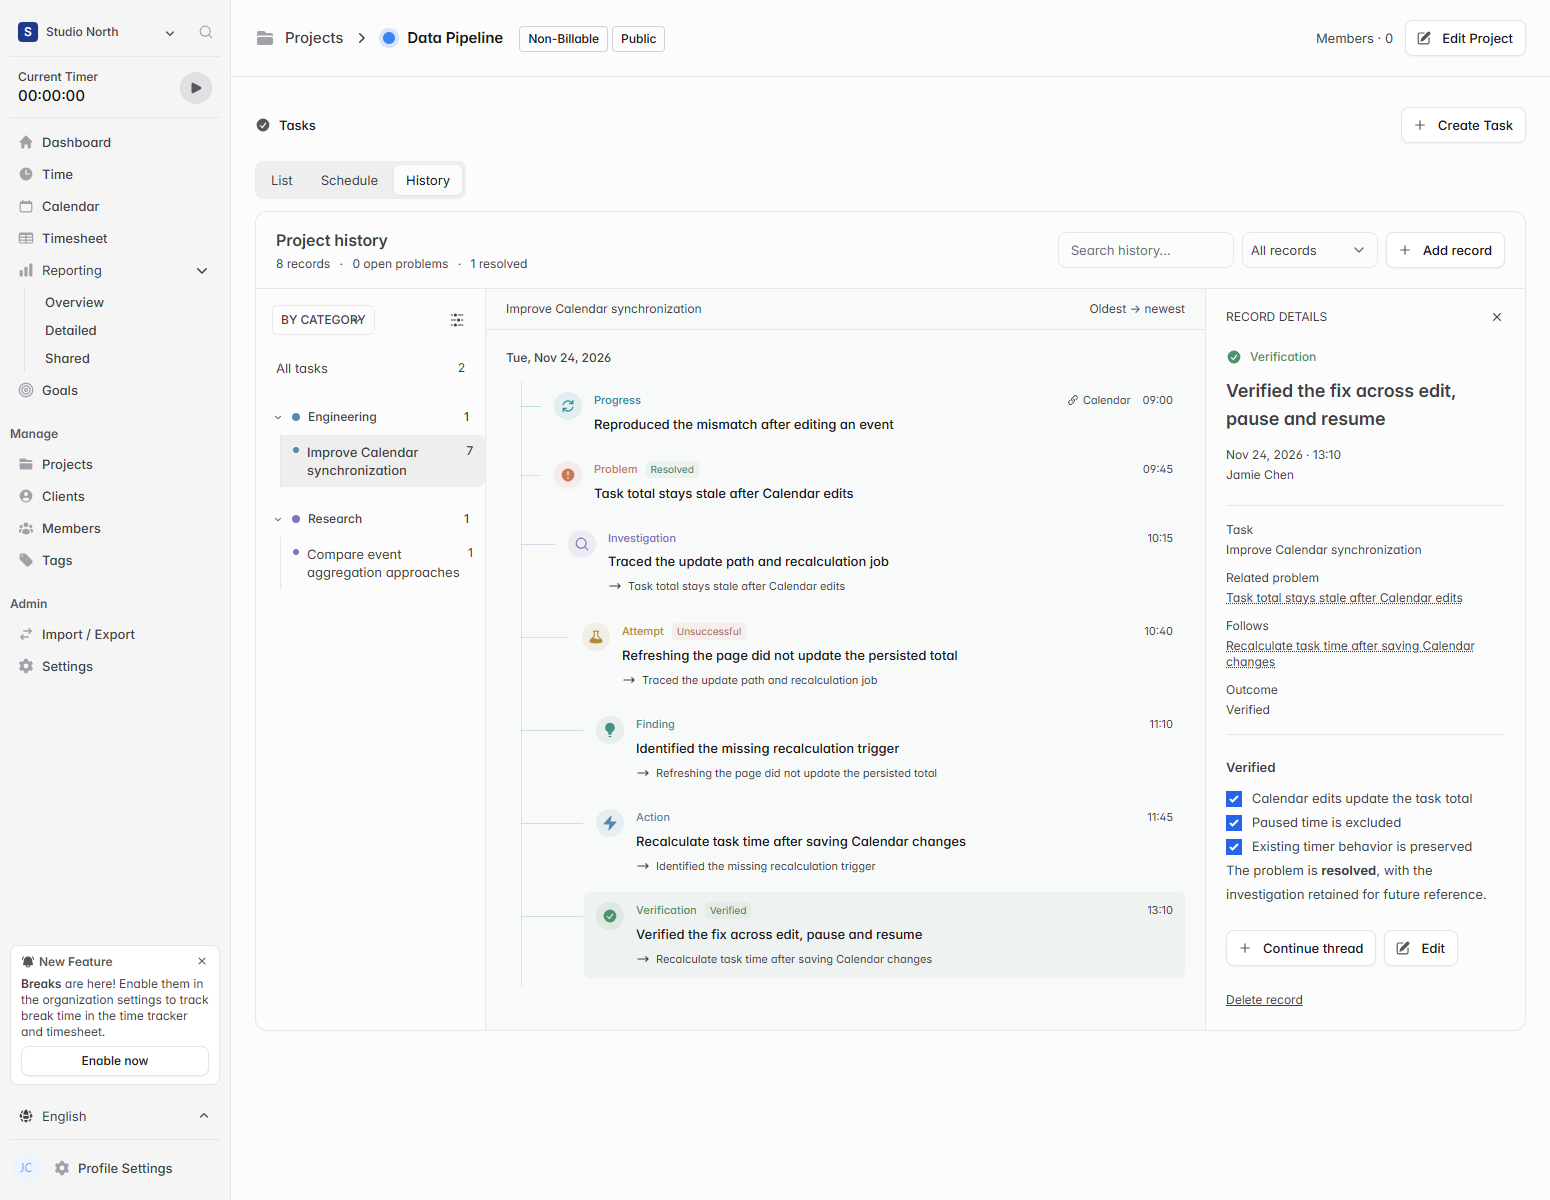 S Studio North
Current Timer
00:00:00
Dashboard
Time
Calendar
Timesheet
Reporting
Overview
Detailed
Shared
Goals
Manage
Projects
Clients
Members
Tags
Admin
Import / Export
Settings
New Feature
Breaks are here! Enable them in
the organization settings to track
break time in the time tracker
and timesheet.
Enable now
English
JC Profile Settings
Projects Data Pipeline Non-Billable Public
Members · 0 Edit Project
Tasks
Create Task
List Schedule History
Project history
8 records · 0 open problems · 1 resolved
Search history... All records Add record
BY CATEGORY
All tasks 2
Engineering 1
Improve Calendar 7
synchronization
Research 1
Compare event 1
aggregation approaches
Improve Calendar synchronization Oldest → newest
Tue, Nov 24, 2026
Progress Calendar 09:00
Reproduced the mismatch after editing an event
Problem Resolved 09:45
Task total stays stale after Calendar edits
Investigation 10:15
Traced the update path and recalculation job
→ Task total stays stale after Calendar edits
Attempt Unsuccessful 10:40
Refreshing the page did not update the persisted total
→ Traced the update path and recalculation job
Finding 11:10
Identified the missing recalculation trigger
→ Refreshing the page did not update the persisted total
Action 11:45
Recalculate task time after saving Calendar changes
→ Identified the missing recalculation trigger
Verification Verified 13:10
Verified the fix across edit, pause and resume
→ Recalculate task time after saving Calendar changes
RECORD DETAILS
Verification
Verified the fix across edit,
pause and resume
Nov 24, 2026 · 13:10
Jamie Chen
Task
Improve Calendar synchronization
Related problem
Task total stays stale after Calendar edits
Follows
Recalculate task time after saving Calendar
changes
Outcome
Verified
Verified
Calendar edits update the task total
Paused time is excluded
Existing timer behavior is preserved
The problem is resolved, with the
investigation retained for future reference.
Continue thread Edit
Delete record